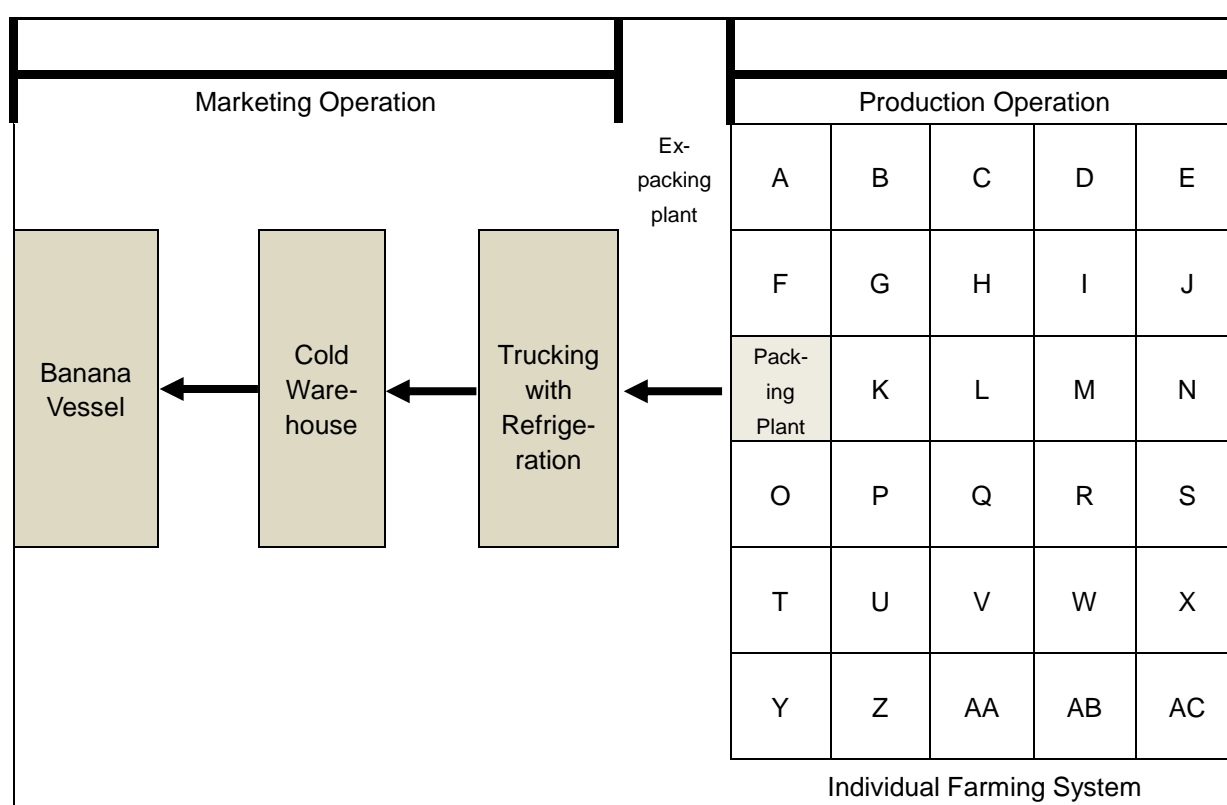 Marketing Operation
Production Operation
Ex-
packing
plant
A B C D E
F G H I J
Banana
Vessel
Cold
Ware-
house
Trucking
with
Refrige-
ration
Pack-
ing
Plant
K L M N
O P Q R S
T U V W X
Y Z AA AB AC
Individual Farming System